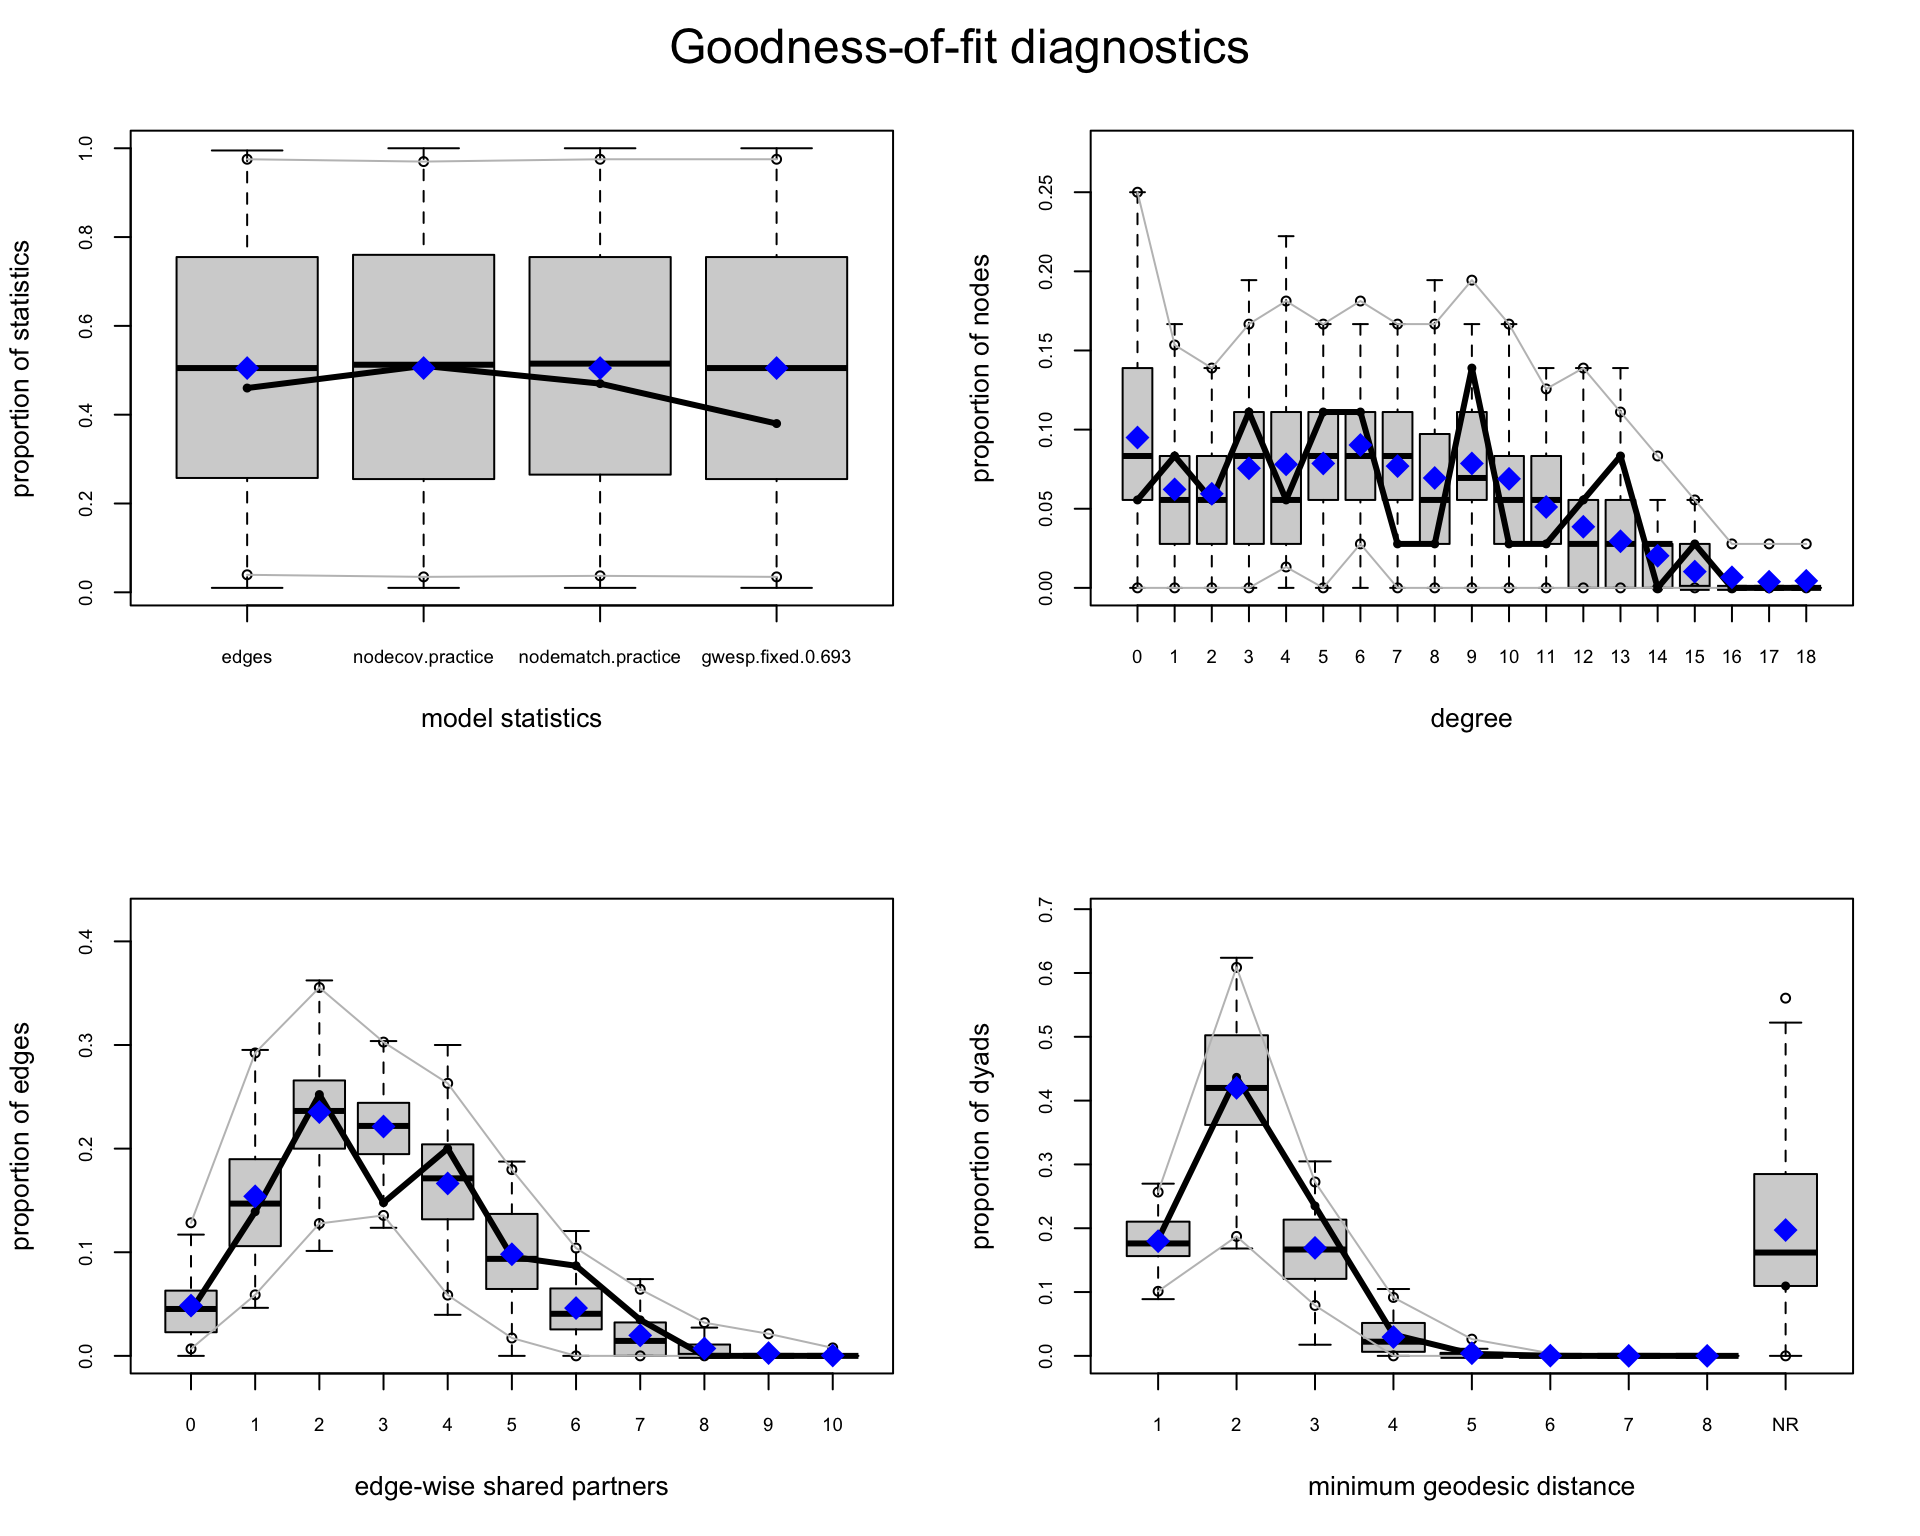 Goodness-of-fit diagnostics
proportion of statistics
0.0 0.2 0.4 0.6 0.8 1.0
edges nodecov.practice nodematch.practice gwesp.fixed.0.693
model statistics
proportion of nodes
0.00 0.05 0.10 0.15 0.20 0.25
0 1 2 3 4 5 6 7 8 9 10 11 12 13 14 15 16 17 18
degree
proportion of edges
0.0 0.1 0.2 0.3 0.4
0 1 2 3 4 5 6 7 8 9 10
edge-wise shared partners
proportion of dyads
0.0 0.1 0.2 0.3 0.4 0.5 0.6 0.7
1 2 3 4 5 6 7 8 NR
minimum geodesic distance